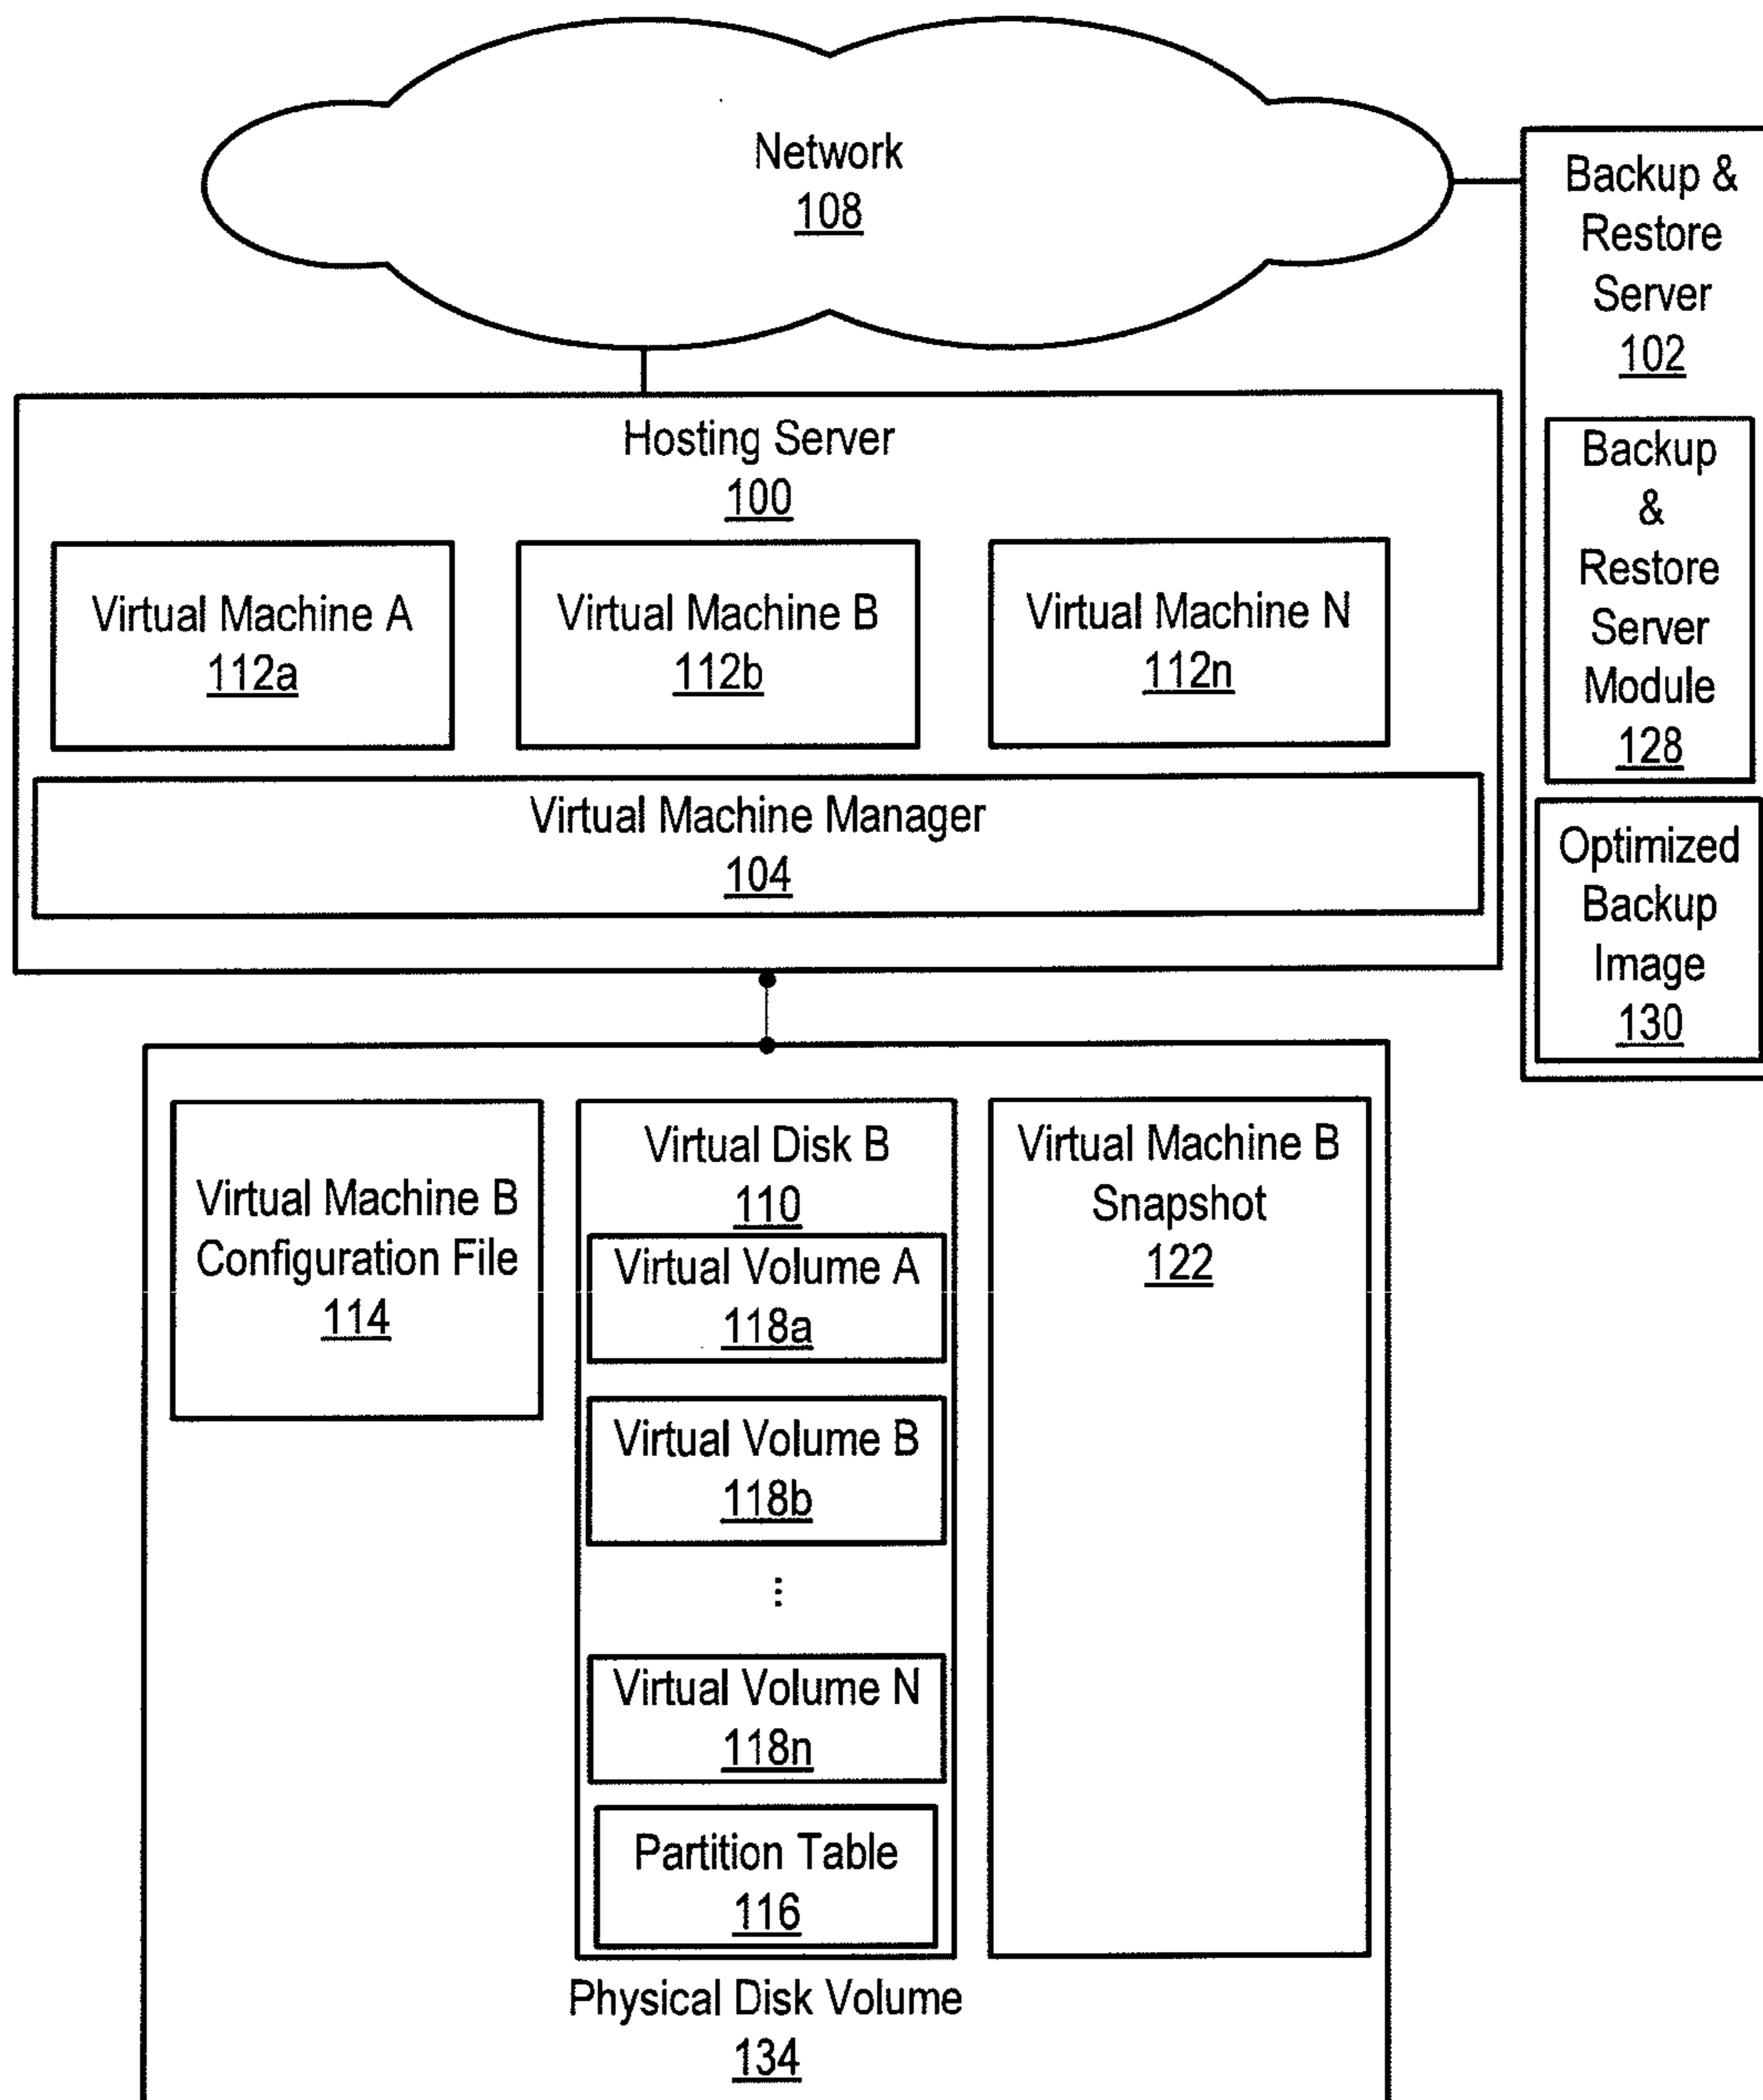 Network
108
Backup &
Restore
Server
102
Backup
&
Restore
Server
Module
128
Optimized
Backup
Image
130
Hosting Server
100
Virtual Machine A
112a
Virtual Machine B
112b
Virtual Machine N
112n
Virtual Machine Manager
104
Virtual Machine B
Configuration File
114
Virtual Disk B
110
Virtual Volume A
118a
Virtual Volume B
118b
...
Virtual Volume N
118n
Partition Table
116
Virtual Machine B
Snapshot
122
Physical Disk Volume
134